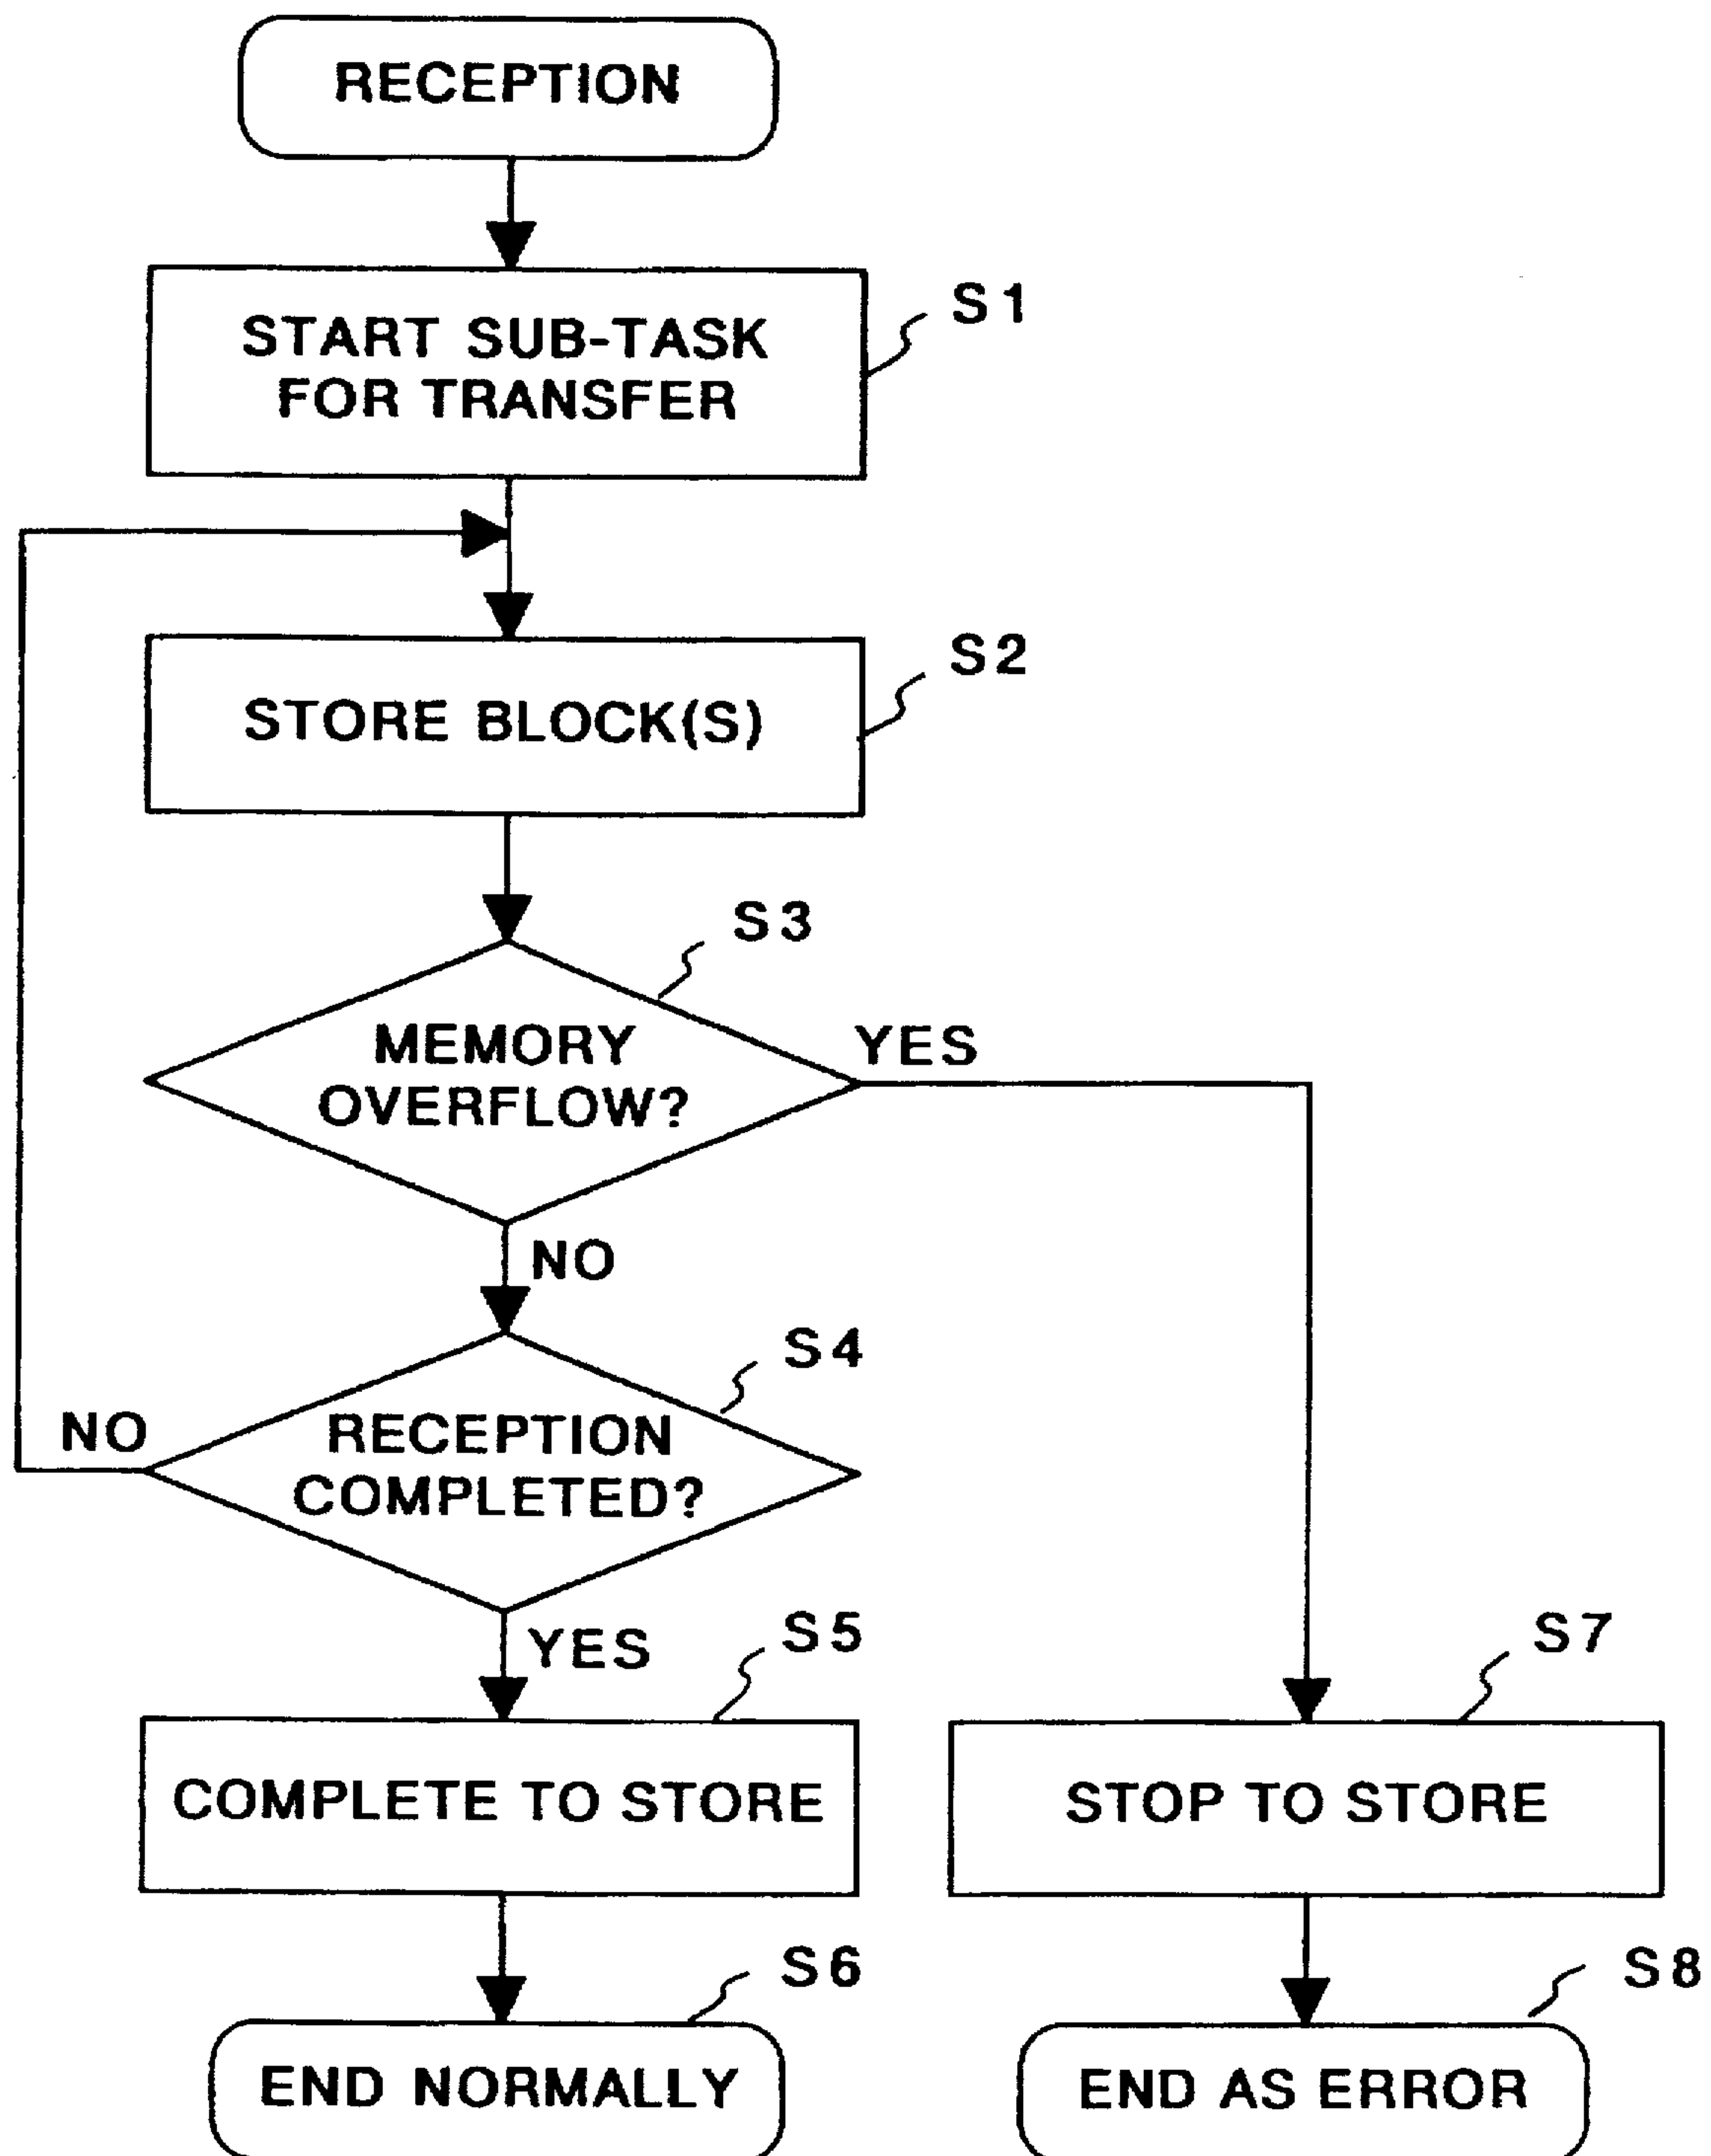 RECEPTION
START SUB-TASK
FOR TRANSFER
S1
STORE BLOCK(S)
S2
S3
MEMORY
OVERFLOW?
YES
NO
S4
RECEPTION
COMPLETED?
NO
YES
S5
COMPLETE TO STORE
S7
STOP TO STORE
S6
END NORMALLY
S8
END AS ERROR